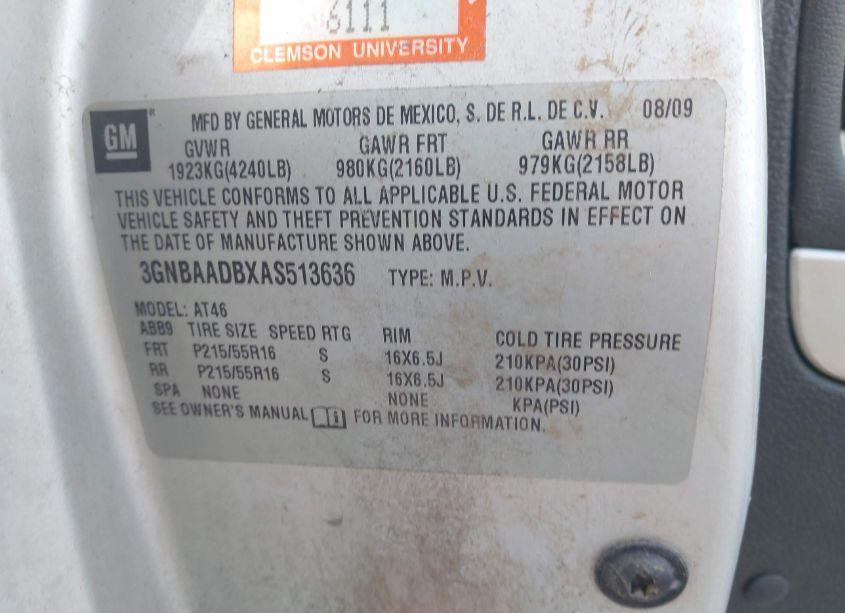 6111
CLEMSON UNIVERSITY
GM ® MFD BY GENERAL MOTORS DE MEXICO, S. DE R.L. DE C.V. 08/09
GVWR GAWR FRT GAWR RR
1923KG(4240LB) 980KG(2160LB) 979KG(2158LB)
THIS VEHICLE CONFORMS TO ALL APPLICABLE U.S. FEDERAL MOTOR
VEHICLE SAFETY AND THEFT PREVENTION STANDARDS IN EFFECT ON
THE DATE OF MANUFACTURE SHOWN ABOVE.
3GNBAADBXAS513636 TYPE: M.P.V.
MODEL: AT46
ABB9 TIRE SIZE SPEED RTG RIM COLD TIRE PRESSURE
FRT P215/55R16 S 16X6.5J 210KPA(30PSI)
RR P215/55R16 S 16X6.5J 210KPA(30PSI)
SPA NONE NONE KPA(PSI)
SEE OWNER'S MANUAL i FOR MORE INFORMATION.